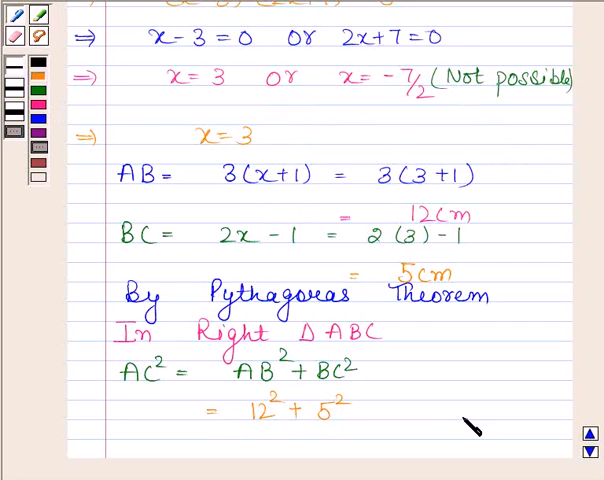 ⇒ x - 3 = 0 or 2x + 7 = 0
⇒ x = 3 or x = - 7/2 (Not possible)
⇒ x = 3
AB = 3(x+1) = 3(3+1)
= 12cm
BC = 2x - 1 = 2(3) - 1
= 5cm
By Pythagoras Theorem
In Right Δ ABC
AC² = AB² + BC²
= 12² + 5²